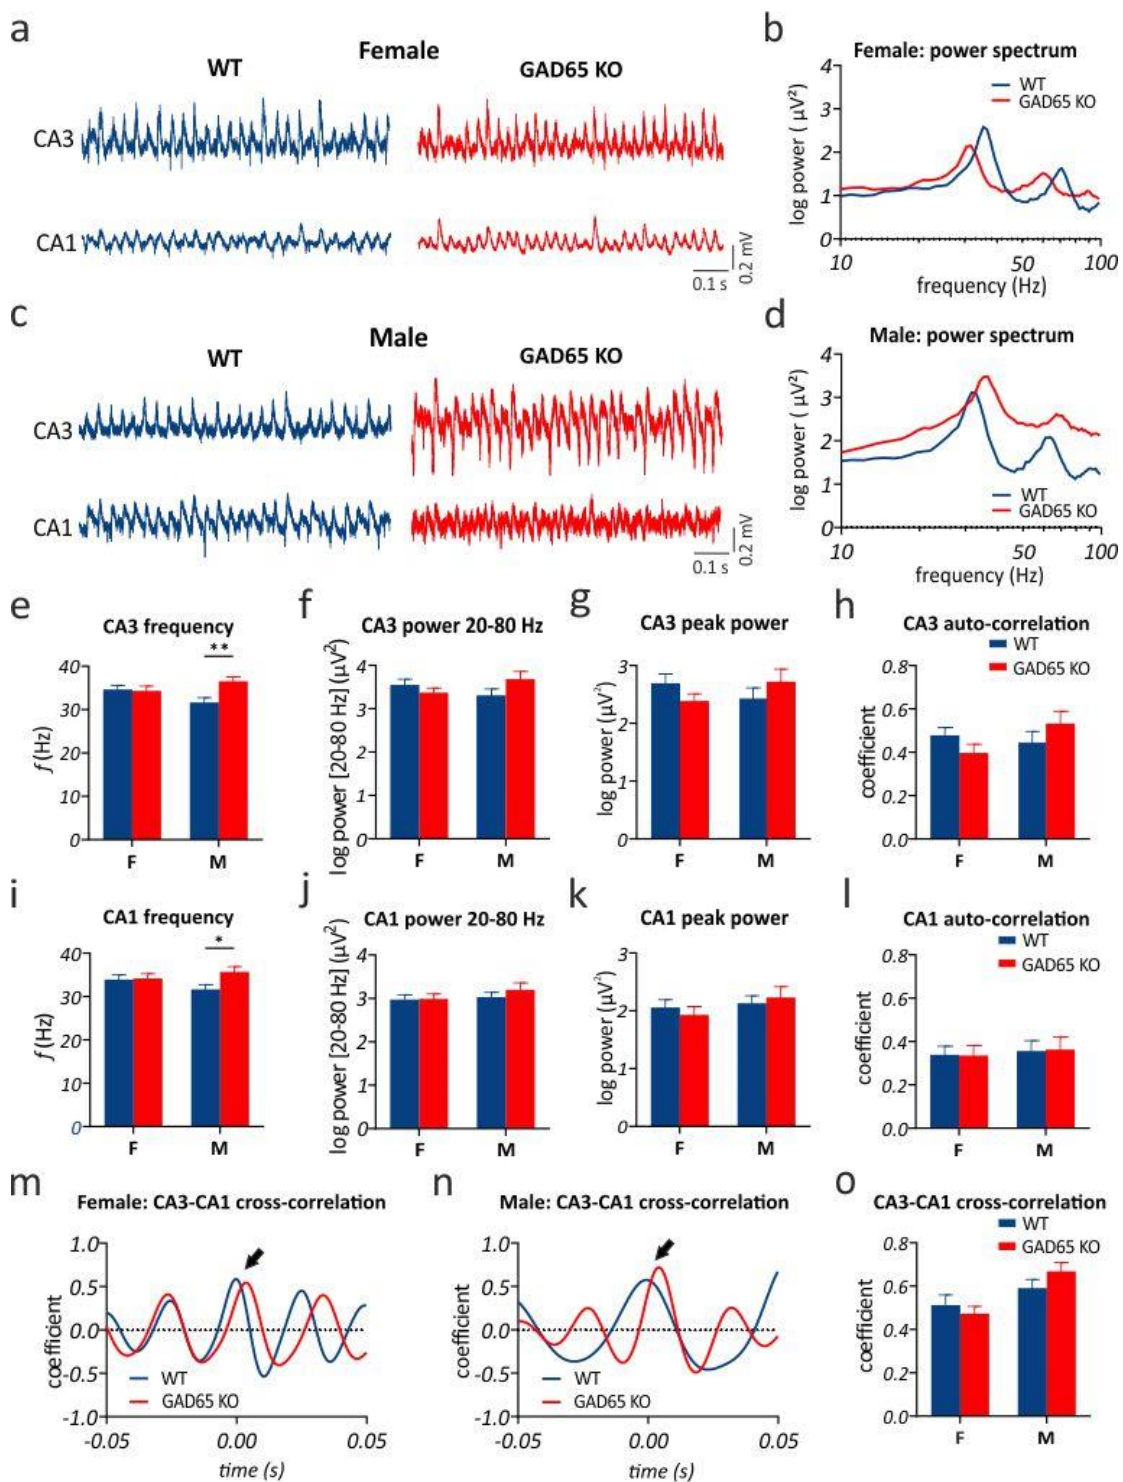 a
Female
WT
GAD65 KO
CA3
CA1
0.1 s
0.2 mV
b
Female: power spectrum
log power ( µV²)
4
3
2
1
0
WT
GAD65 KO
10
50
100
frequency (Hz)
c
Male
WT
GAD65 KO
CA3
CA1
0.1 s
0.2 mV
d
Male: power spectrum
log power ( µV²)
4
3
2
1
0
WT
GAD65 KO
10
50
100
frequency (Hz)
e
CA3 frequency
f (Hz)
40
30
20
10
0
**
F
M
f
CA3 power 20-80 Hz
log power [20-80 Hz] (µV²)
4
3
2
1
0
F
M
g
CA3 peak power
log power (µV²)
3
2
1
0
F
M
h
CA3 auto-correlation
WT
GAD65 KO
coefficient
0.8
0.6
0.4
0.2
0.0
F
M
i
CA1 frequency
f (Hz)
40
30
20
10
0
*
F
M
j
CA1 power 20-80 Hz
log power [20-80 Hz] (µV²)
4
3
2
1
0
F
M
k
CA1 peak power
log power (µV²)
3
2
1
0
F
M
l
CA1 auto-correlation
WT
GAD65 KO
coefficient
0.8
0.6
0.4
0.2
0.0
F
M
m
Female: CA3-CA1 cross-correlation
coefficient
1.0
0.5
0.0
-0.5
-1.0
WT
GAD65 KO
-0.05
0.00
0.05
time (s)
n
Male: CA3-CA1 cross-correlation
coefficient
1.0
0.5
0.0
-0.5
-1.0
WT
GAD65 KO
-0.05
0.00
0.05
time (s)
o
CA3-CA1 cross-correlation
WT
GAD65 KO
coefficient
0.8
0.6
0.4
0.2
0.0
F
M